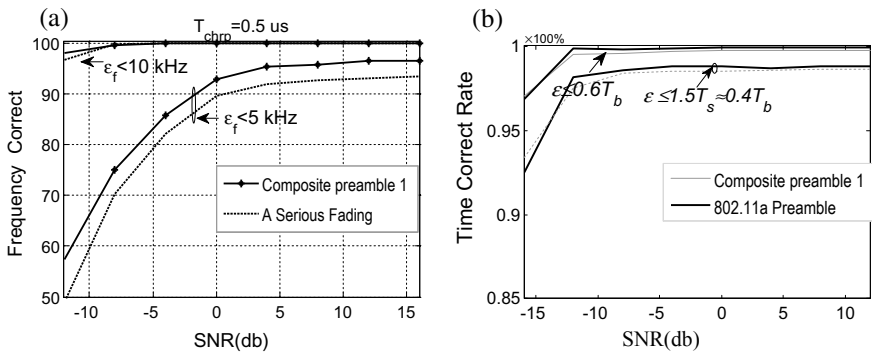 (a)
T_chrp=0.5 us
Frequency Correct
100
90
80
70
60
50
ε_f<10 kHz
ε_f<5 kHz
Composite preamble 1
A Serious Fading
-10
-5
0
5
10
15
SNR(db)
(b)
×100%
Time Correct Rate
1
0.95
0.9
0.85
ε≤0.6T_b
ε≤1.5T_s≈0.4T_b
Composite preamble 1
802.11a Preamble
-15
-10
-5
0
5
10
SNR(db)